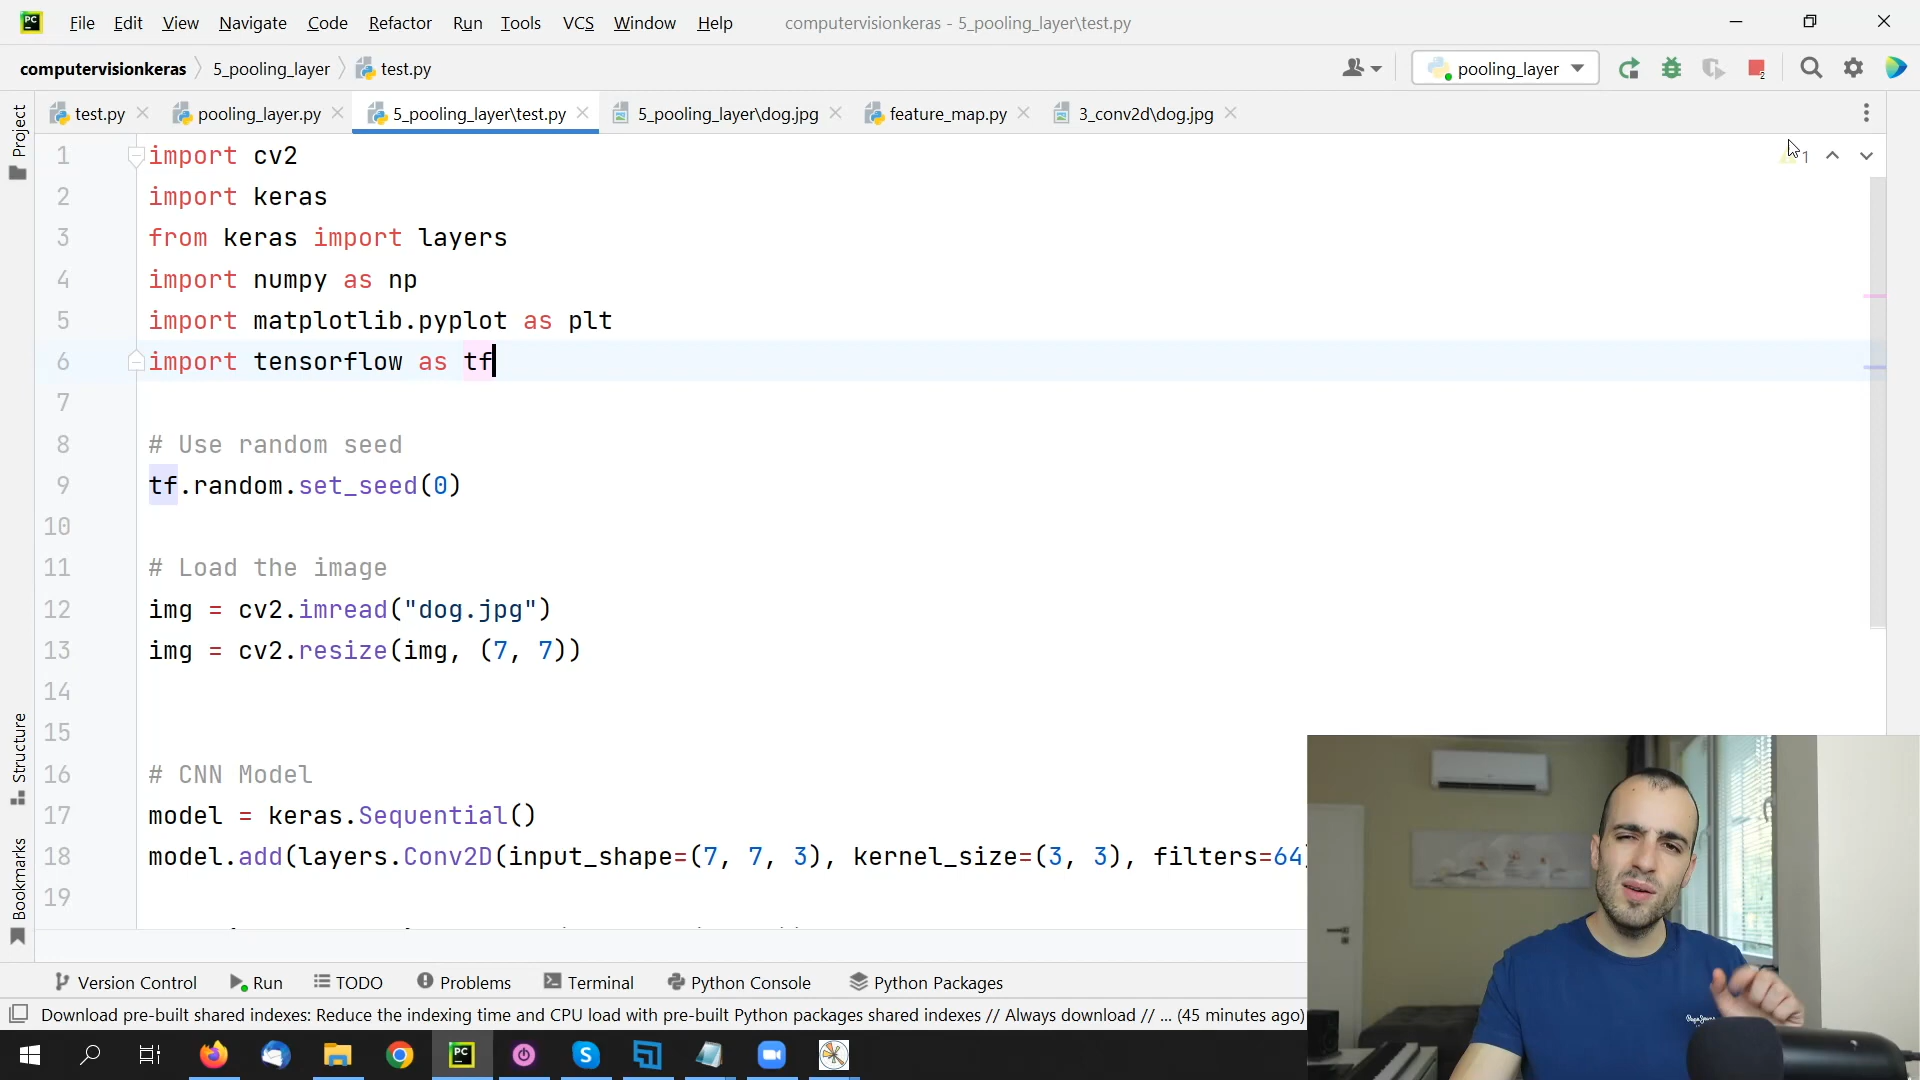 PC File Edit View Navigate Code Refactor Run Tools VCS Window Help computervisionkeras - 5_pooling_layer\test.py
computervisionkeras 5_pooling_layer test.py pooling_layer
test.py pooling_layer.py 5_pooling_layer\test.py 5_pooling_layer\dog.jpg feature_map.py 3_conv2d\dog.jpg
Project
Structure
Bookmarks
1
1 import cv2
2 import keras
3 from keras import layers
4 import numpy as np
5 import matplotlib.pyplot as plt
6 import tensorflow as tf
7
8 # Use random seed
9 tf.random.set_seed(0)
10
11 # Load the image
12 img = cv2.imread("dog.jpg")
13 img = cv2.resize(img, (7, 7))
14
15
16 # CNN Model
17 model = keras.Sequential()
18 model.add(layers.Conv2D(input_shape=(7, 7, 3), kernel_size=(3, 3), filters=64
19
Version Control Run TODO Problems Terminal Python Console Python Packages
Download pre-built shared indexes: Reduce the indexing time and CPU load with pre-built Python packages shared indexes // Always download // ... (45 minutes ago)
PC